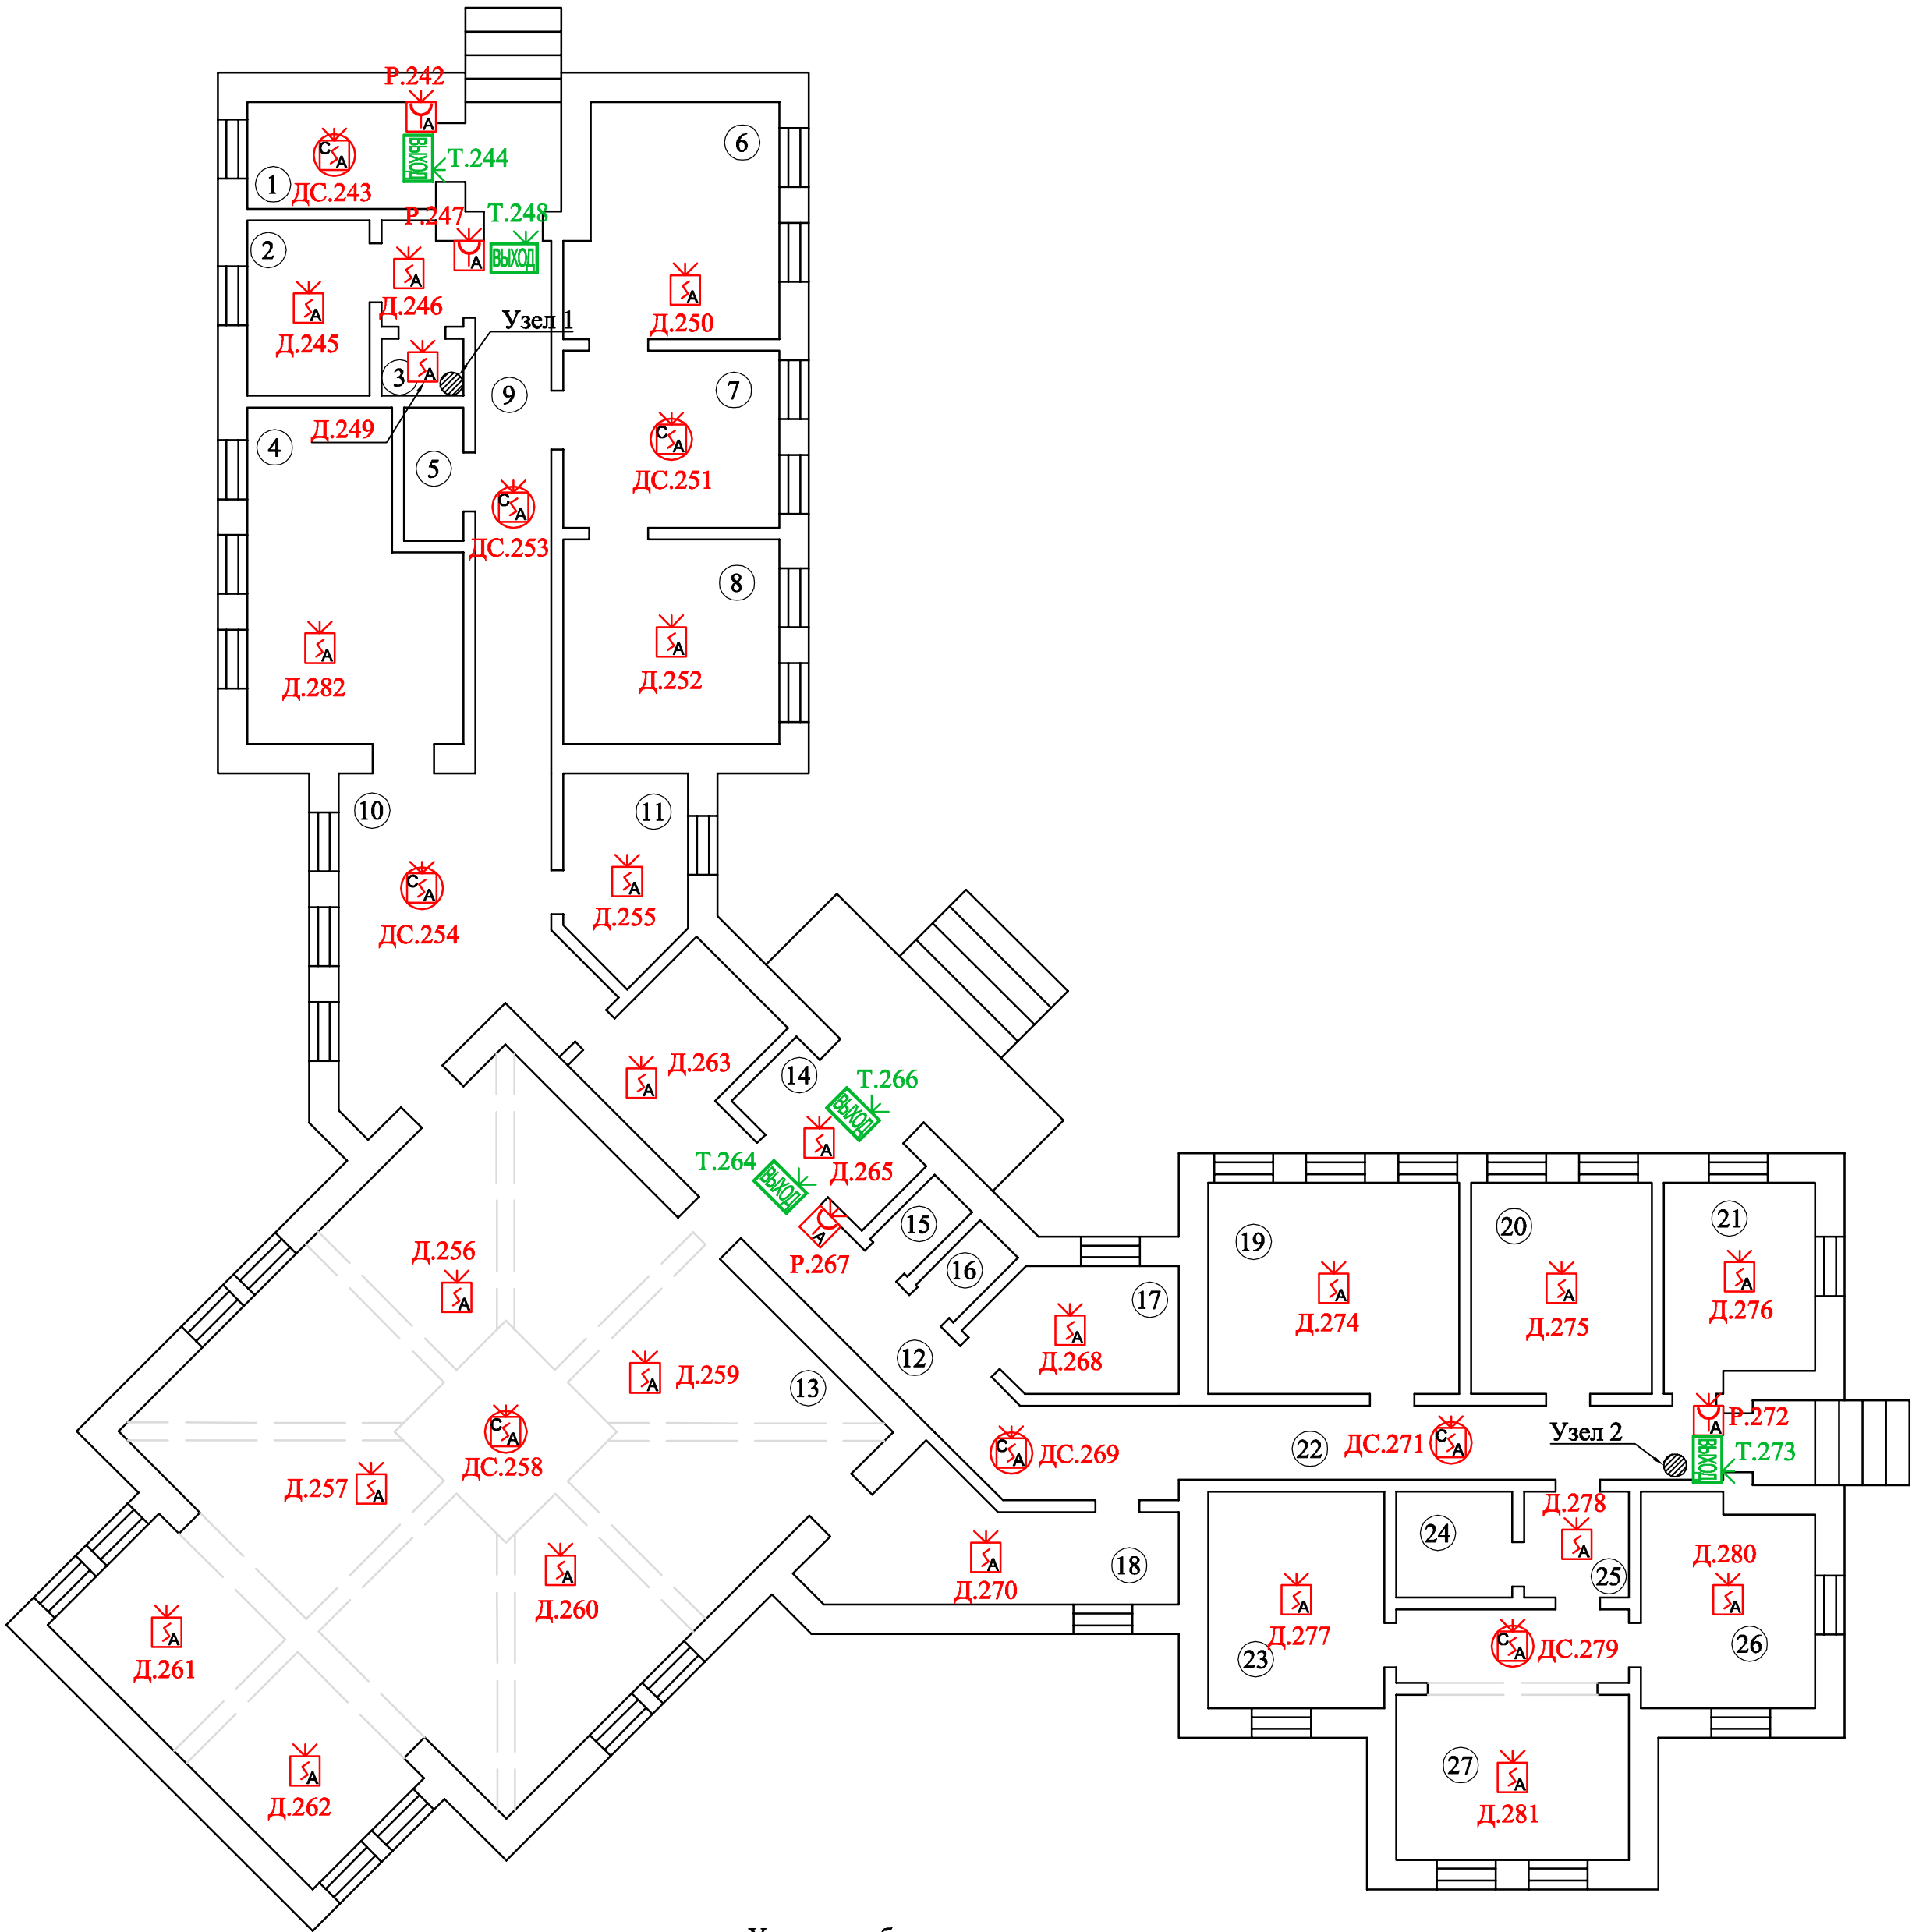 Р.242
С А
А
ВЫХОД
Т.244
1
ДС.243
6
Р.247
Т.248
2
А
ВЫХОД
А
Д.246
А
Д.245
Узел 1
А
Д.250
А
3
9
7
Д.249
4
5
С А
ДС.251
С А
ДС.253
8
А
Д.282
А
Д.252
10
11
С А
ДС.254
А
Д.255
Д.263
А
14
Т.266
ВЫХОД
А
Д.265
Т.264
ВЫХОД
А
Р.267
15
16
17
Д.256
А
А
Д.268
12
13
А
Д.259
С А
ДС.258
С А
ДС.269
Д.257
А
А
Д.260
А
Д.270
18
А
Д.261
А
Д.262
19
20
21
А
Д.274
А
Д.275
А
Д.276
22
ДС.271
С А
Узел 2
А
Р.272
ВЫХОД
Т.273
Д.278
А
24
25
Д.280
А
А
Д.277
23
С А
ДС.279
26
27
А
Д.281